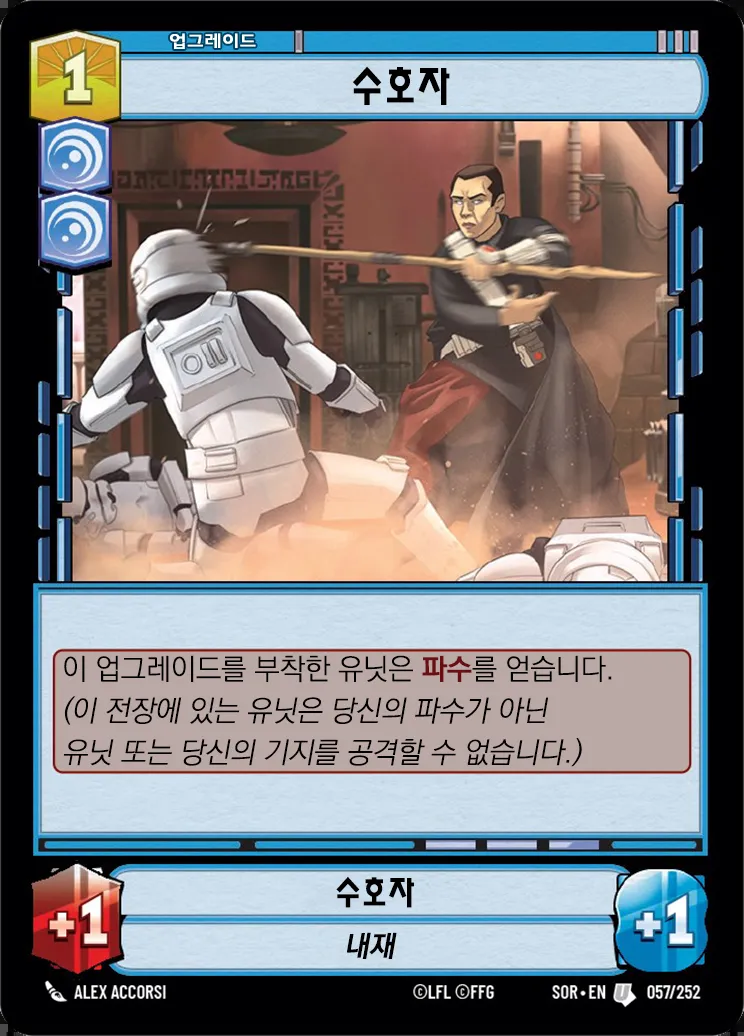 업그레이드
1
수호자
이 업그레이드를 부착한 유닛은 파수를 얻습니다.
(이 전장에 있는 유닛은 당신의 파수가 아닌
유닛 또는 당신의 기지를 공격할 수 없습니다.)
수호자
+1
+1
내재
ALEX ACCORSI
©LFL ©FFG
SOR•EN
U
057/252